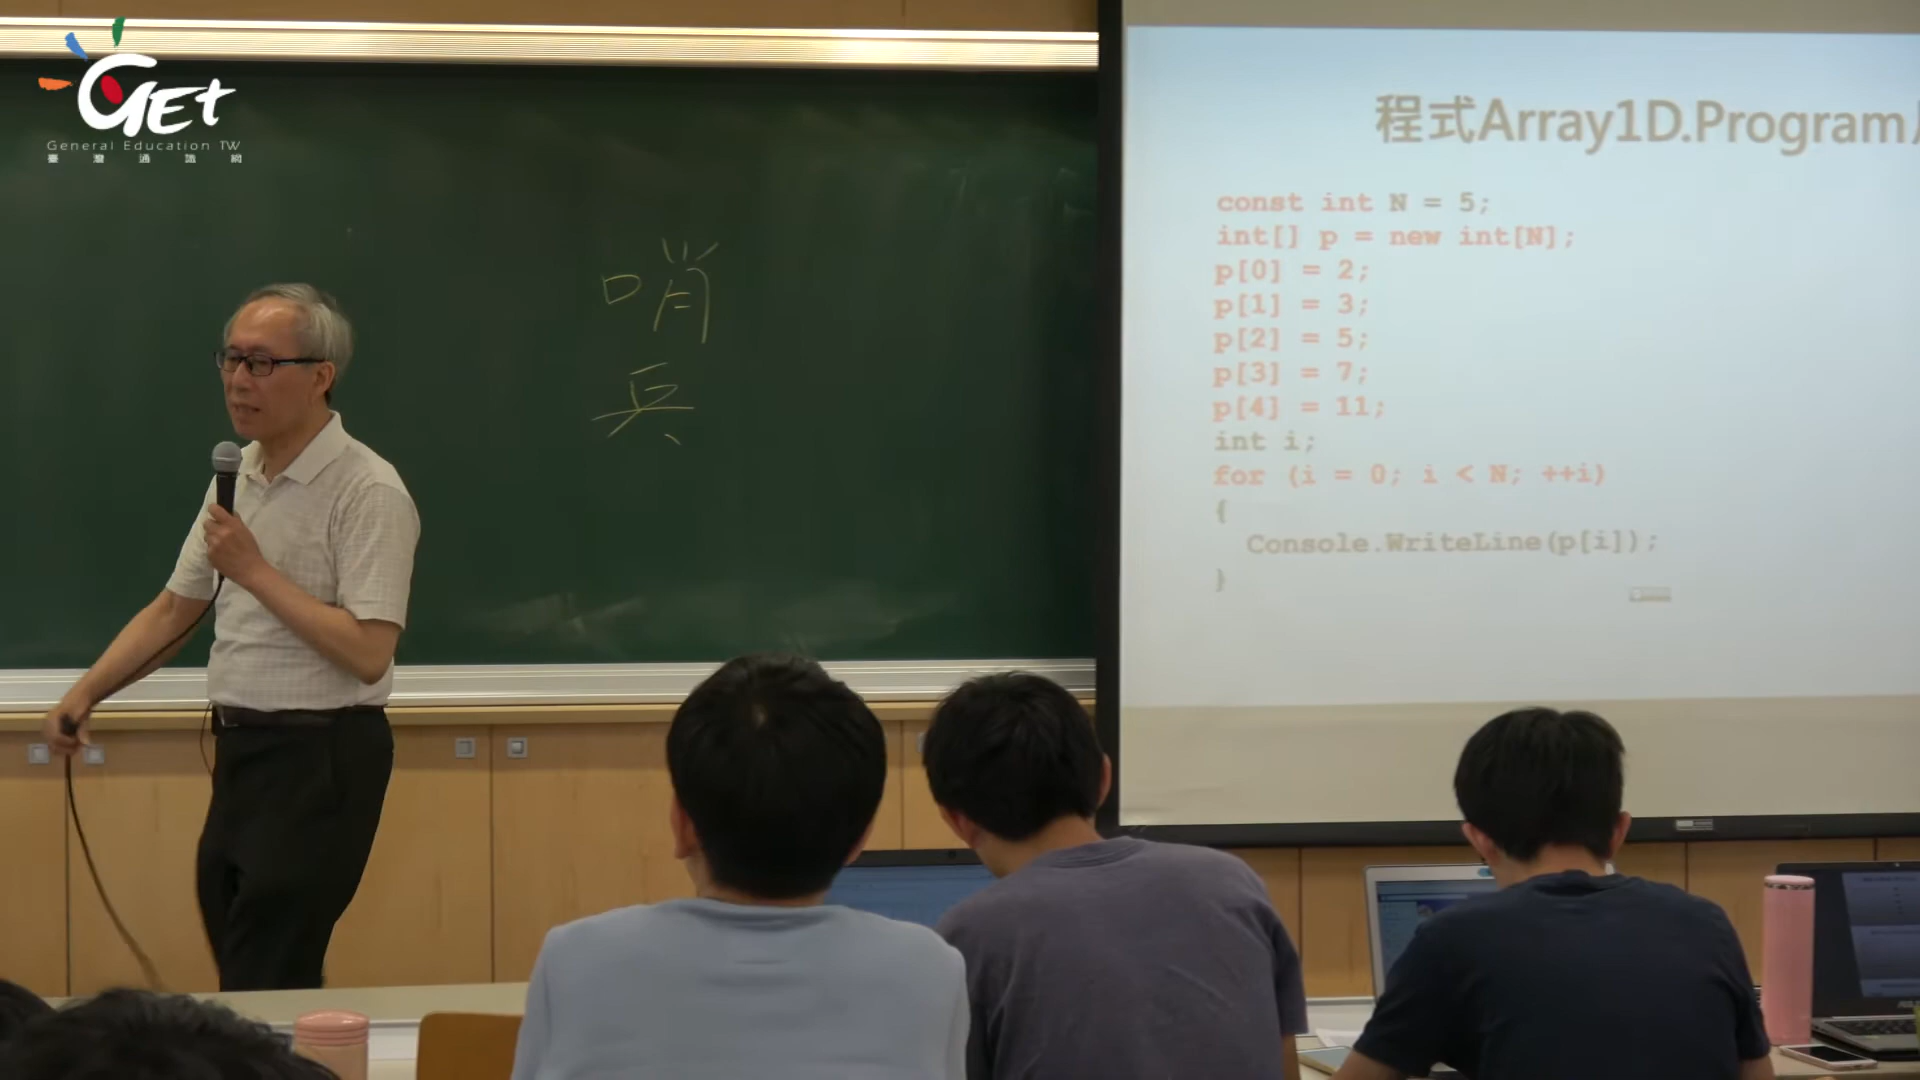 GEt
General Education TW
臺灣通識網
哨
兵
程式Array1D.Program
const int N = 5;
int[] p = new int[N];
p[0] = 2;
p[1] = 3;
p[2] = 5;
p[3] = 7;
p[4] = 11;
int i;
for (i = 0; i < N; ++i)
{
Console.WriteLine(p[i]);
}